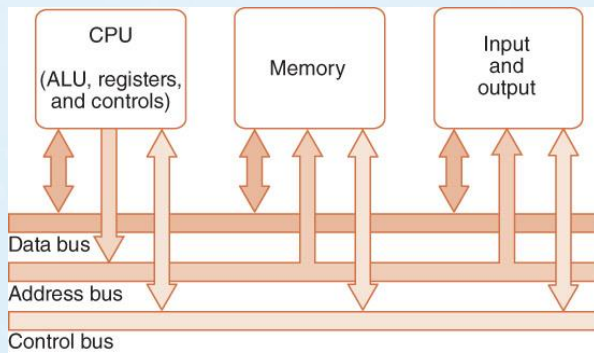 CPU
(ALU, registers,
and controls)
Memory
Input
and
output
Data bus
Address bus
Control bus